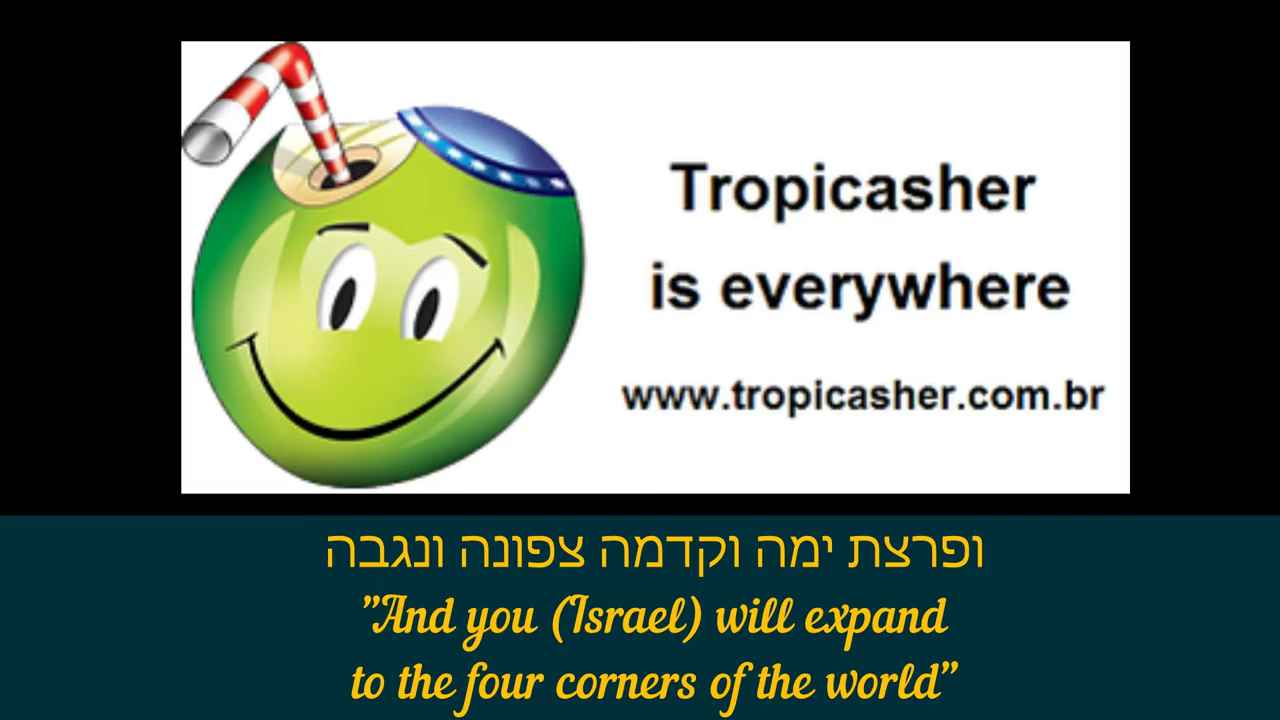 Tropicasher
is everywhere
www.tropicasher.com.br
ופרצת ימה וקדמה צפונה ונגבה
”And you (Israel) will expand
to the four corners of the world”